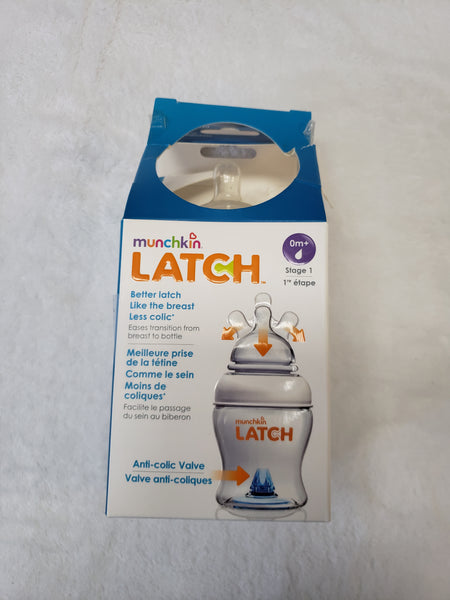 munchkin
LATCH™
0m+
Stage 1
1re étape
Better latch
Like the breast
Less colic*
Eases transition from
breast to bottle
Meilleure prise
de la tétine
Comme le sein
Moins de
coliques*
Facilite le passage
du sein au biberon
munchkin
LATCH
Anti-colic Valve
Valve anti-coliques